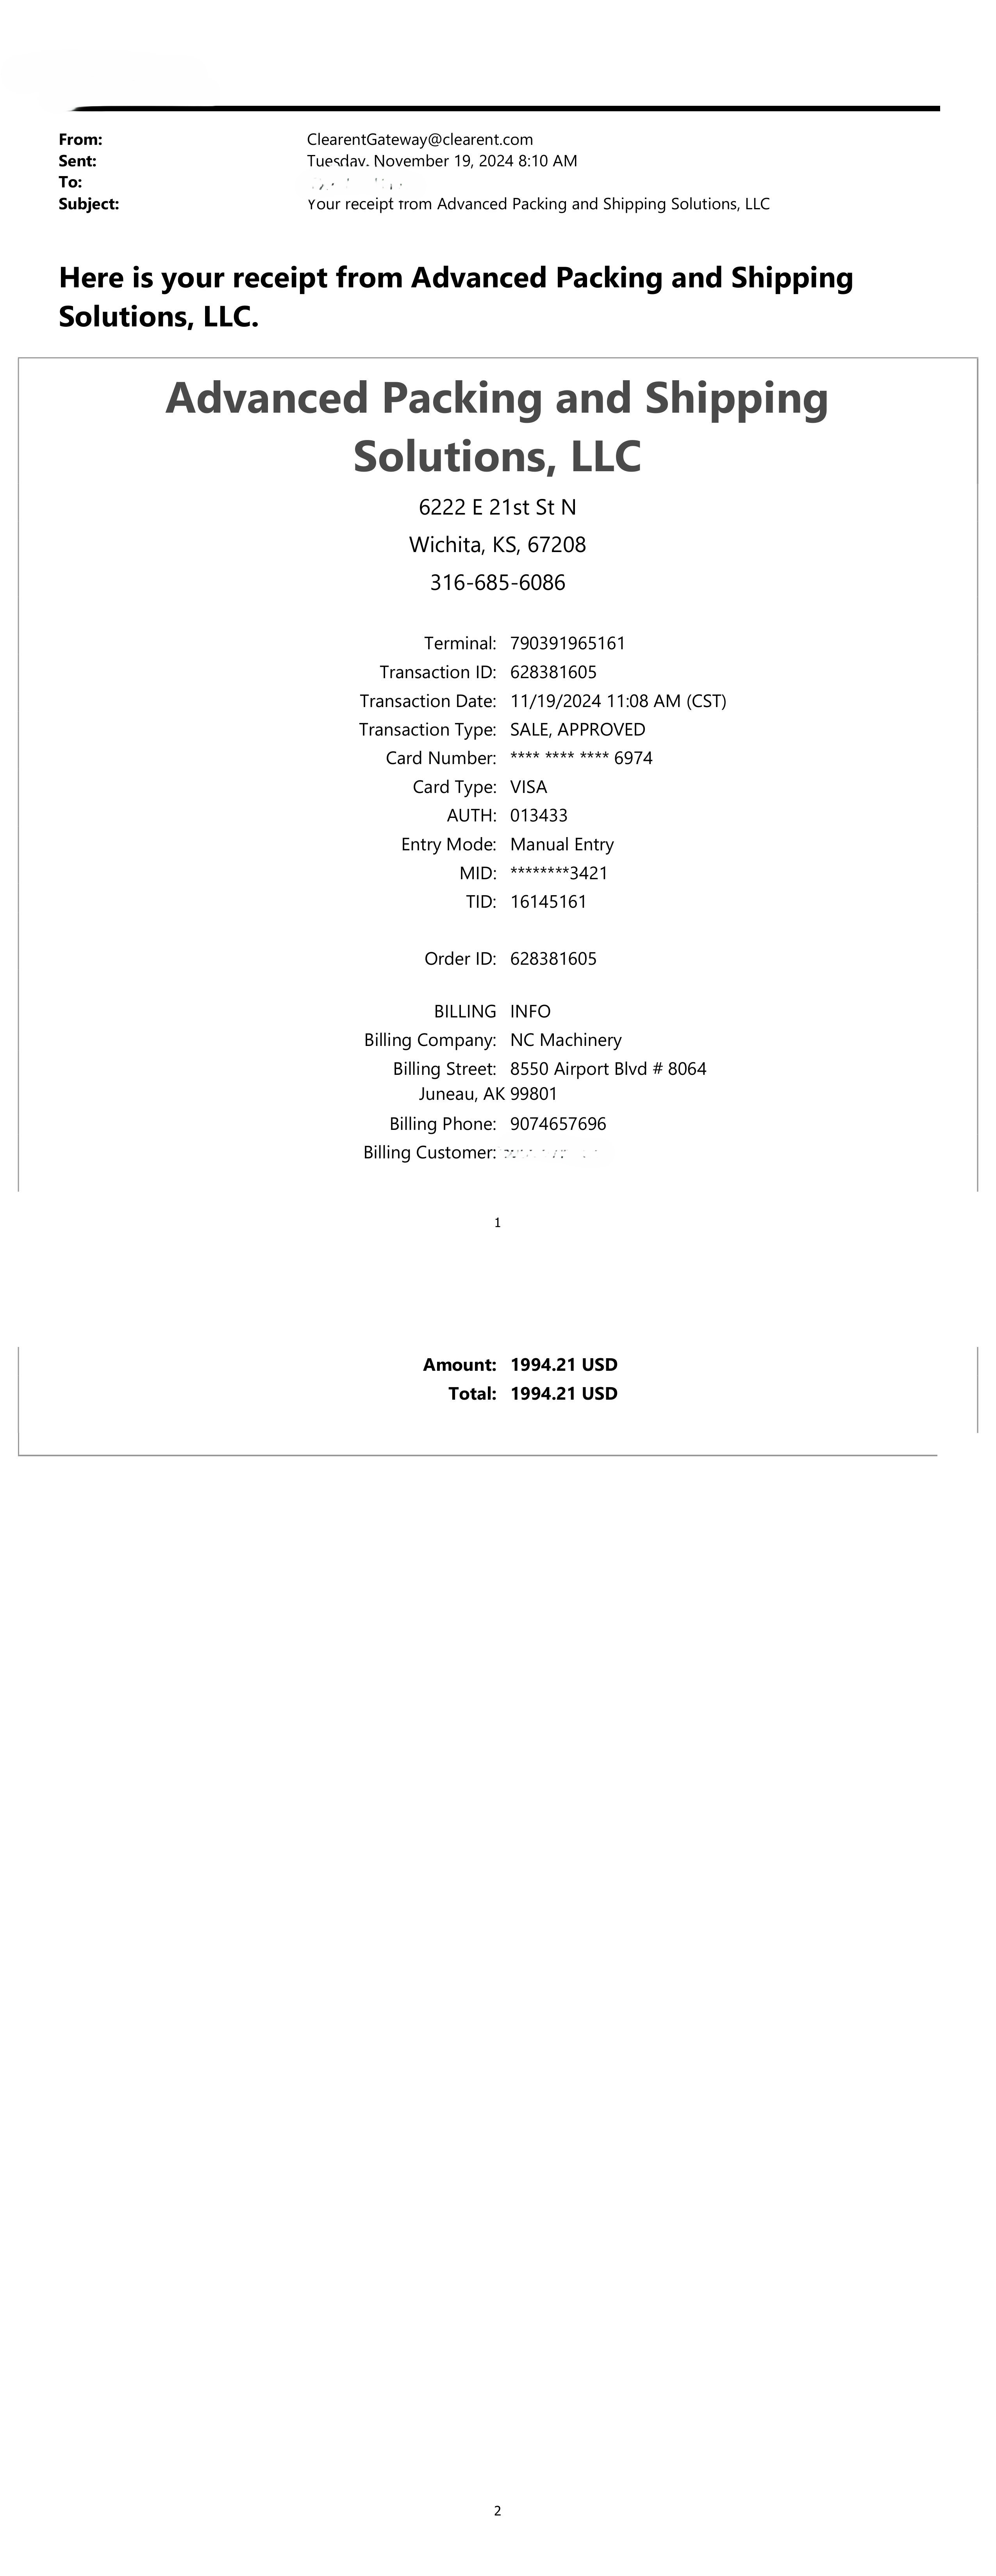 From: ClearentGateway@clearent.com
Sent: Tuesday, November 19, 2024 8:10 AM
To:
Subject: Your receipt from Advanced Packing and Shipping Solutions, LLC
Here is your receipt from Advanced Packing and Shipping
Solutions, LLC.
Advanced Packing and Shipping
Solutions, LLC
6222 E 21st St N
Wichita, KS, 67208
316-685-6086
Terminal: 790391965161
Transaction ID: 628381605
Transaction Date: 11/19/2024 11:08 AM (CST)
Transaction Type: SALE, APPROVED
Card Number: **** **** **** 6974
Card Type: VISA
AUTH: 013433
Entry Mode: Manual Entry
MID: ********3421
TID: 16145161
Order ID: 628381605
BILLING INFO
Billing Company: NC Machinery
Billing Street: 8550 Airport Blvd # 8064
Juneau, AK 99801
Billing Phone: 9074657696
Billing Customer:
1
Amount: 1994.21 USD
Total: 1994.21 USD
2